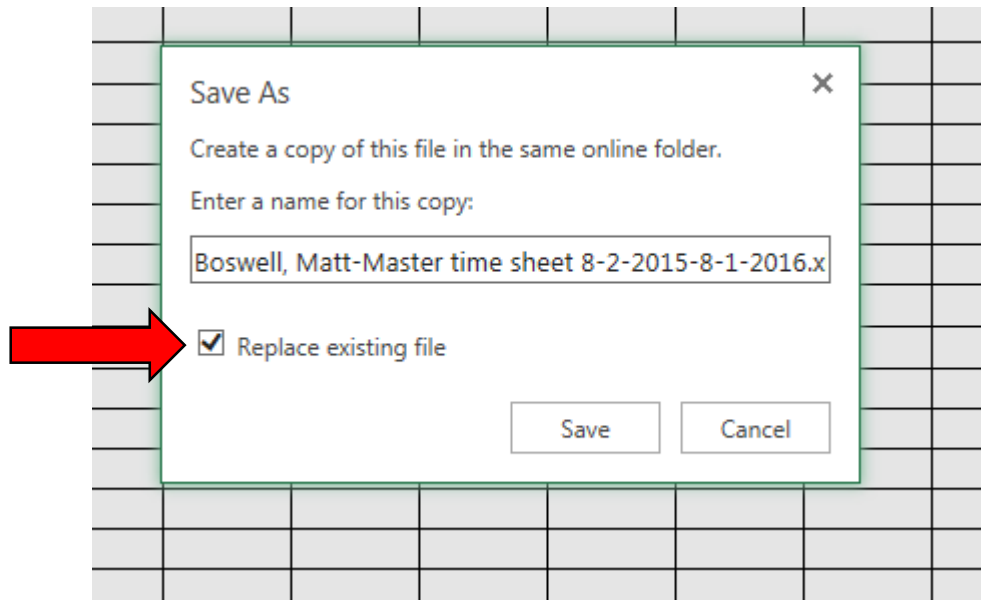 Save As
Create a copy of this file in the same online folder.
Enter a name for this copy:
Boswell, Matt-Master time sheet 8-2-2015-8-1-2016.x
Replace existing file
Save Cancel